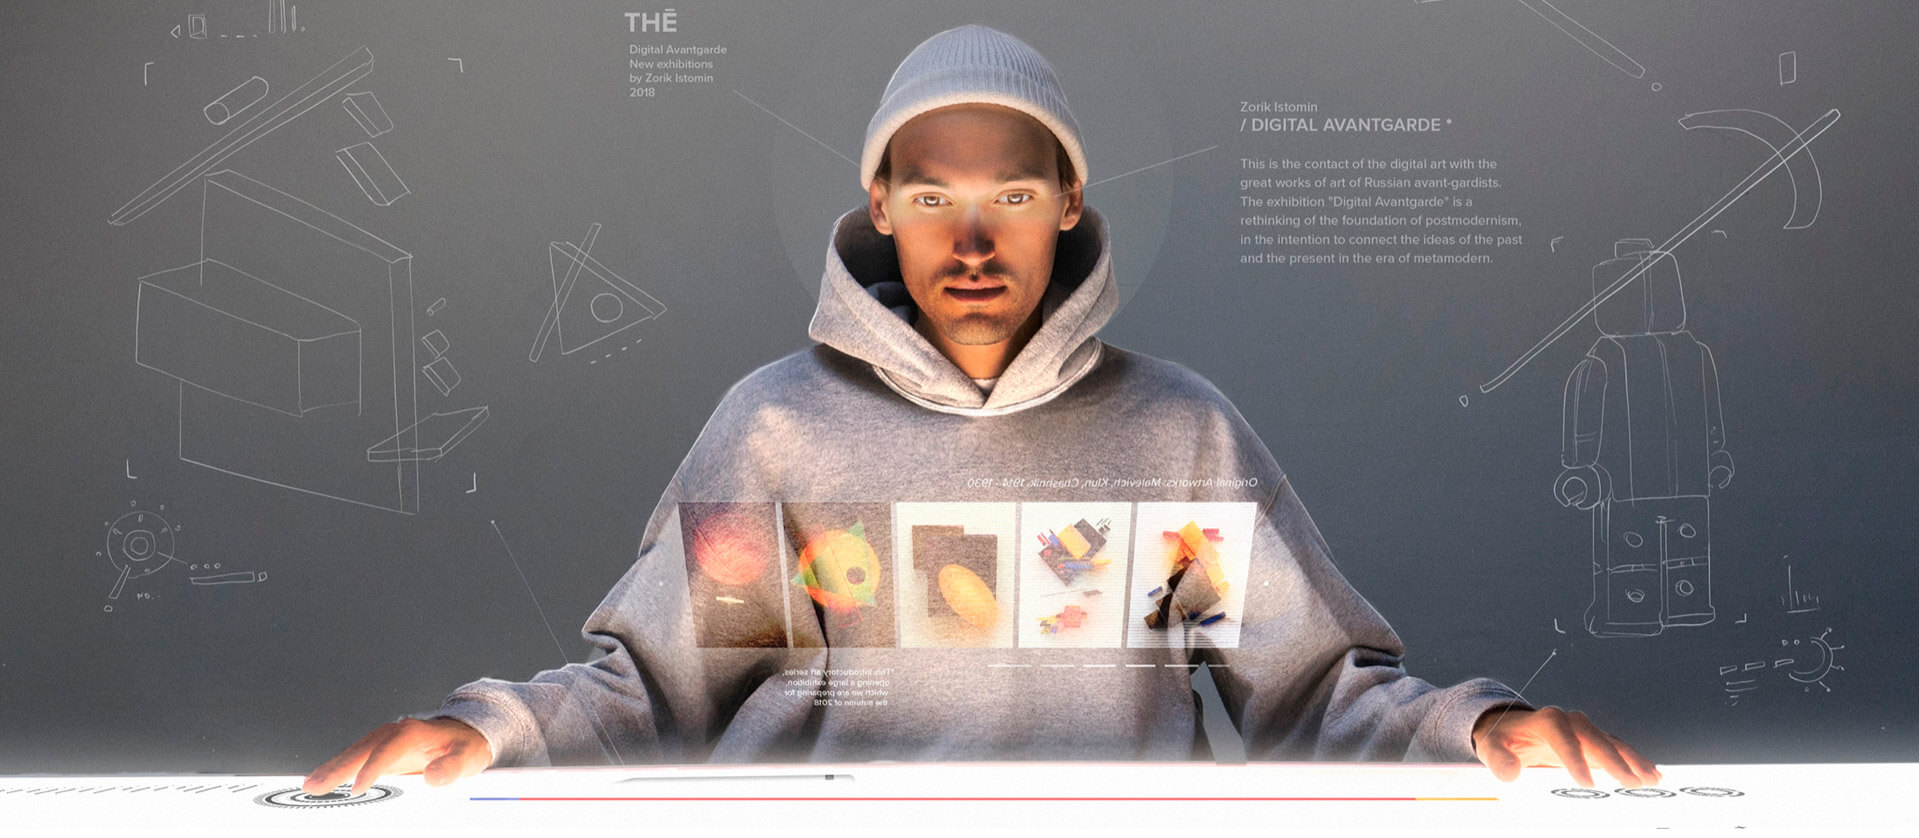 THĒ
Digital Avantgarde
New exhibitions
by Zorik Istomin
2018
Zorik Istomin
/ DIGITAL AVANTGARDE *
This is the contact of the digital art with the
great works of art of Russian avant-gardists.
The exhibition "Digital Avantgarde" is a
rethinking of the foundation of postmodernism,
in the intention to connect the ideas of the past
and the present in the era of metamodern.
Original Artworks: Malevich, Klun, Chashnik. 1914 - 1930
*This introductory art series,
opening a large exhibition,
which we are preparing for
the autumn of 2018
NO.